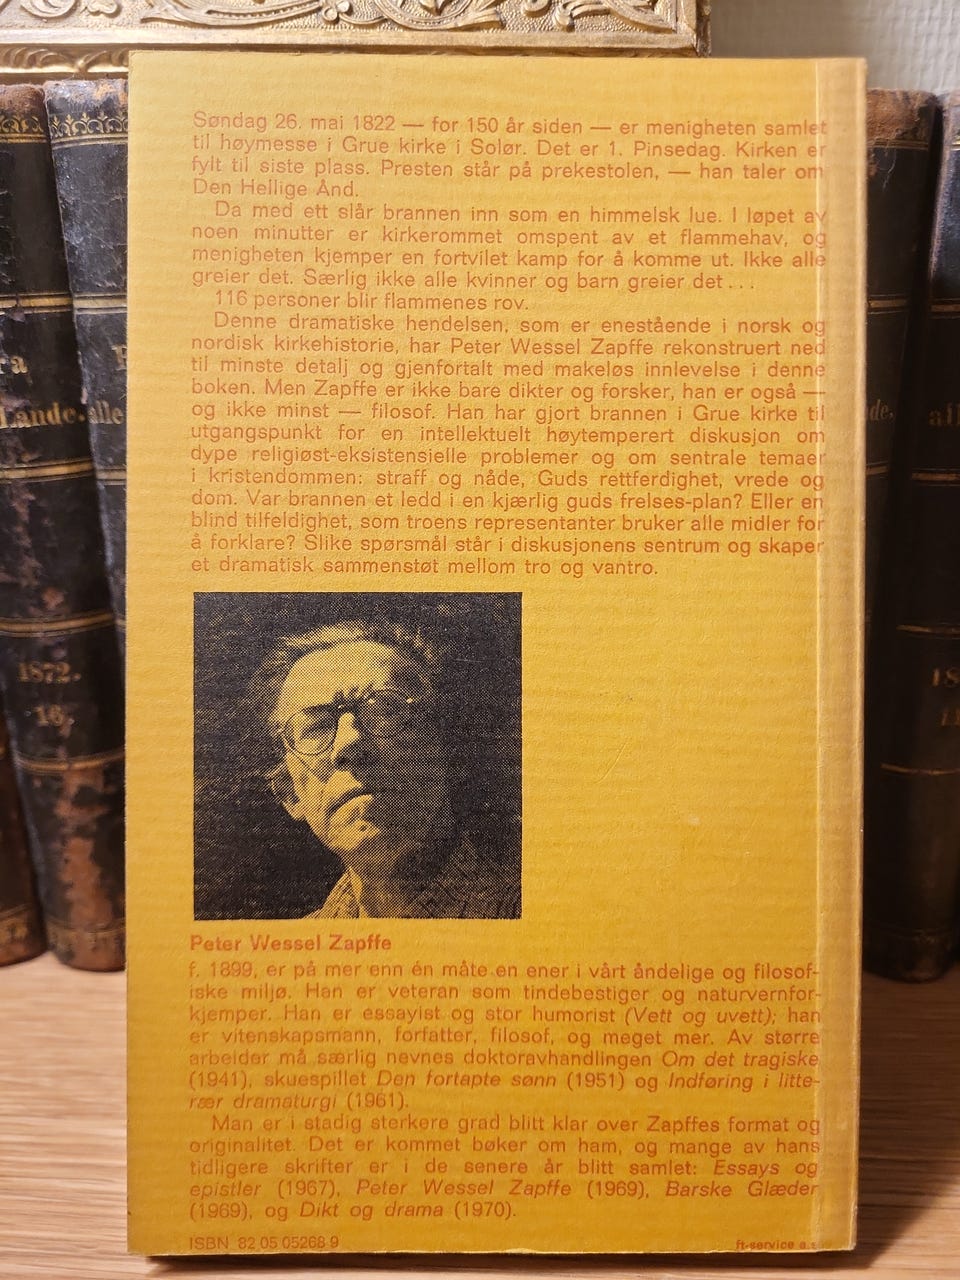 Søndag 26. mai 1822 — for 150 år siden — er menigheten samlet
til høymesse i Grue kirke i Solør. Det er 1. Pinsedag. Kirken er
fylt til siste plass. Presten står på prekestolen, — han taler om
Den Hellige Ånd.
Da med ett slår brannen inn som en himmelsk lue. I løpet av
noen minutter er kirkerommet omspent av et flammehav, og
menigheten kjemper en fortvilet kamp for å komme ut. Ikke alle
greier det. Særlig ikke alle kvinner og barn greier det . . .
116 personer blir flammenes rov.
Denne dramatiske hendelsen, som er enestående i norsk og
nordisk kirkehistorie, har Peter Wessel Zapffe rekonstruert ned
til minste detalj og gjenfortalt med makeløs innlevelse i denne
boken. Men Zapffe er ikke bare dikter og forsker, han er også —
og ikke minst — filosof. Han har gjort brannen i Grue kirke til
utgangspunkt for en intellektuelt høytemperert diskusjon om
dype religiøst-eksistensielle problemer og om sentrale temaer
i kristendommen: straff og nåde, Guds rettferdighet, vrede og
dom. Var brannen et ledd i en kjærlig guds frelses-plan? Eller en
blind tilfeldighet, som troens representanter bruker alle midler for
å forklare? Slike spørsmål står i diskusjonens sentrum og skaper
et dramatisk sammenstøt mellom tro og vantro.
Peter Wessel Zapffe
f. 1899, er på mer enn én måte en ener i vårt åndelige og filosof-
iske miljø. Han er veteran som tindebestiger og naturvernfor-
kjemper. Han er essayist og stor humorist (Vett og uvett); han
er vitenskapsmann, forfatter, filosof, og meget mer. Av større
arbeider må særlig nevnes doktoravhandlingen Om det tragiske
(1941), skuespillet Den fortapte sønn (1951) og Indføring i litte-
rær dramaturgi (1961).
Man er i stadig sterkere grad blitt klar over Zapffes format og
originalitet. Det er kommet bøker om ham, og mange av hans
tidligere skrifter er i de senere år blitt samlet: Essays og
epistler (1967), Peter Wessel Zapffe (1969), Barske Glæder
(1969), og Dikt og drama (1970).
ISBN 82 05 05268 9
ft-service a.s
Lande.
1872.
16.
alle
de.